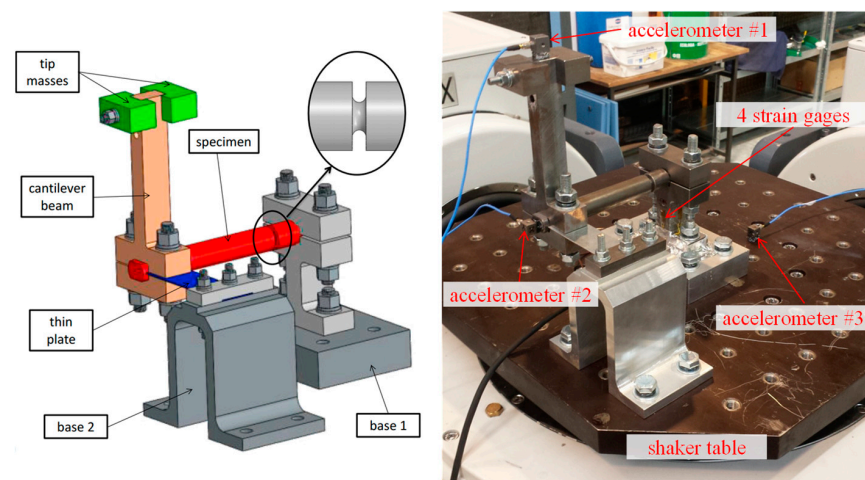 tip
masses
specimen
cantilever
beam
thin
plate
base 2
base 1
accelerometer #1
4 strain gages
accelerometer #2
accelerometer #3
shaker table